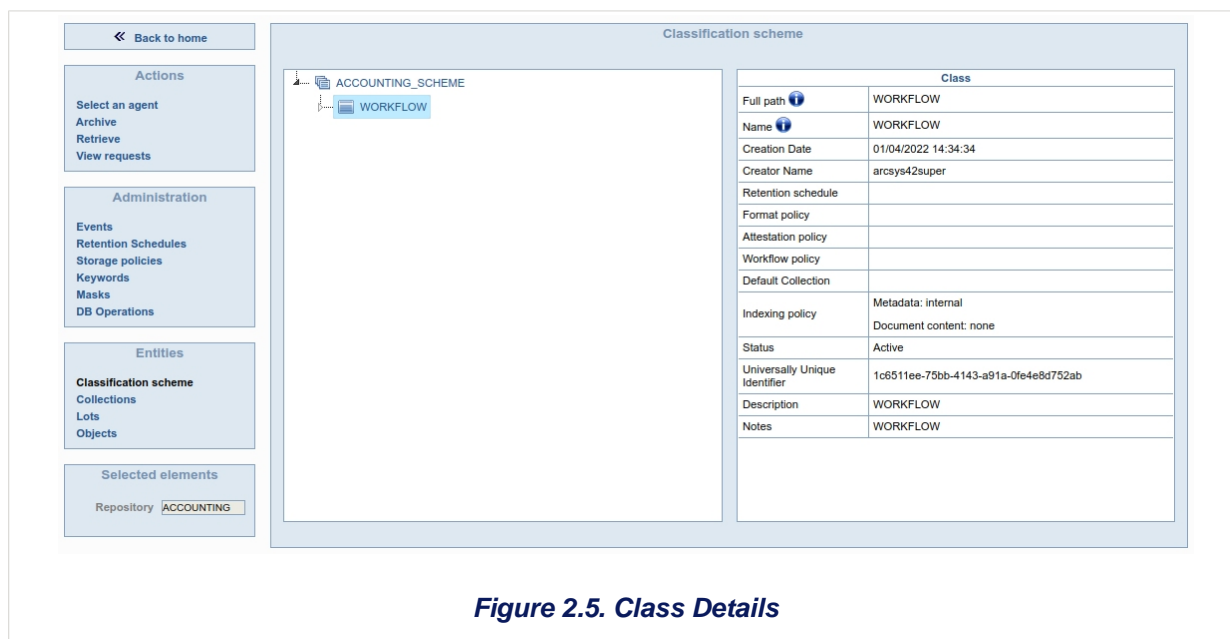 Back to home
Actions
Select an agent
Archive
Retrieve
View requests
Administration
Events
Retention Schedules
Storage policies
Keywords
Masks
DB Operations
Entities
Classification scheme
Collections
Lots
Objects
Selected elements
Repository ACCOUNTING
Classification scheme
ACCOUNTING_SCHEME
WORKFLOW
Class
Full path WORKFLOW
Name WORKFLOW
Creation Date 01/04/2022 14:34:34
Creator Name arcsys42super
Retention schedule
Format policy
Attestation policy
Workflow policy
Default Collection
Indexing policy Metadata: internal
Document content: none
Status Active
Universally Unique
Identifier 1c6511ee-75bb-4143-a91a-0fe4e8d752ab
Description WORKFLOW
Notes WORKFLOW
Figure 2.5. Class Details